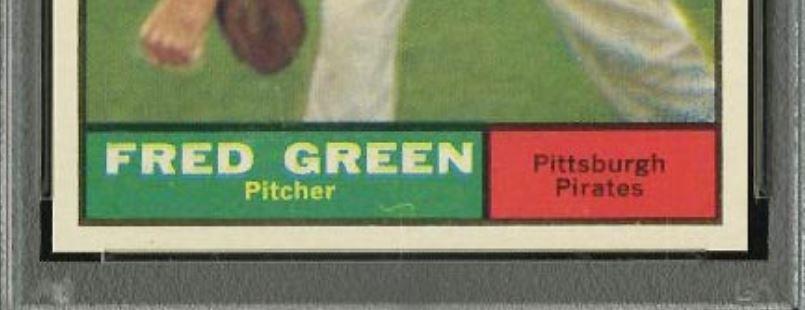 FRED GREEN
Pitcher
Pittsburgh
Pirates